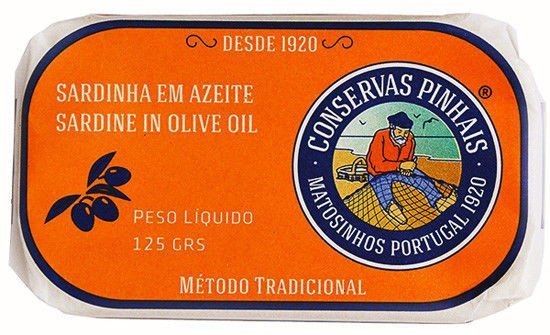 DESDE 1920
SARDINHA EM AZEITE
SARDINE IN OLIVE OIL
PESO LÍQUIDO
125 GRS
MÉTODO TRADICIONAL
· CONSERVAS PINHAIS ·
®
MATOSINHOS PORTUGAL 1920